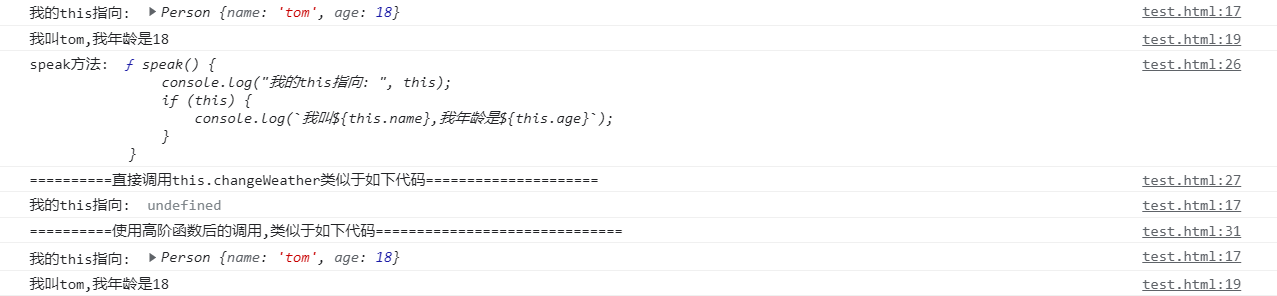 我的this指向: ▶Person {name: 'tom', age: 18} test.html:17
我叫tom,我年龄是18 test.html:19
speak方法: ƒ speak() { test.html:26
console.log("我的this指向: ", this);
if (this) {
console.log(`我叫${this.name},我年龄是${this.age}`);
}
}
==========直接调用this.changeWeather类似于如下代码===================== test.html:27
我的this指向: undefined test.html:17
==========使用高阶函数后的调用,类似于如下代码============================== test.html:31
我的this指向: ▶Person {name: 'tom', age: 18} test.html:17
我叫tom,我年龄是18 test.html:19